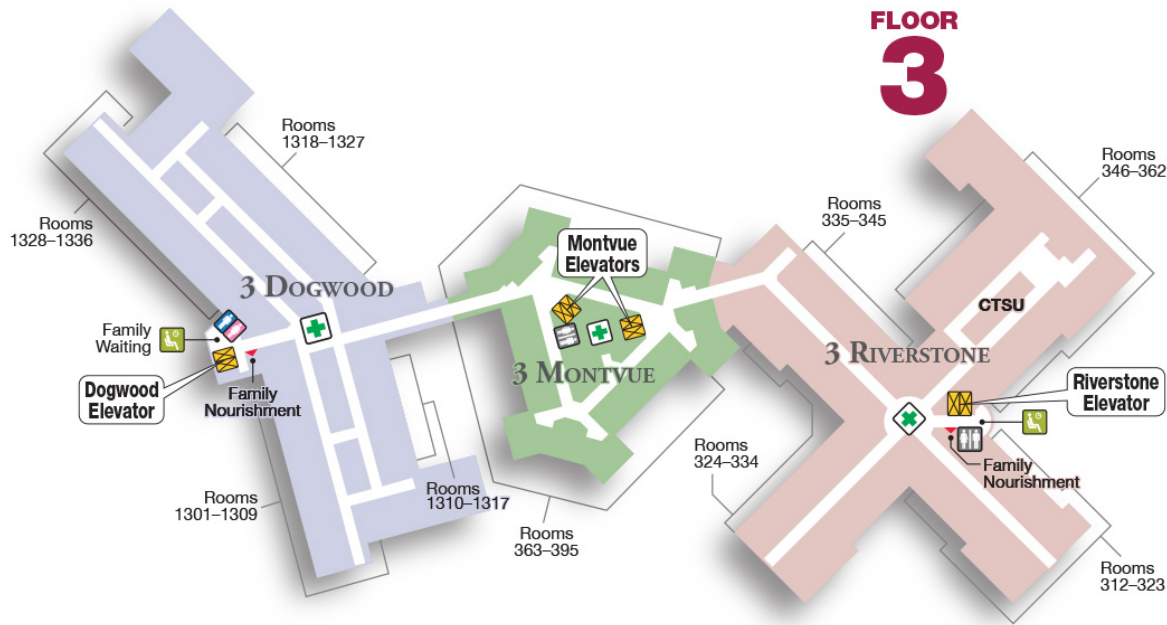 FLOOR
3
Rooms
1318–1327
Rooms
346–362
Rooms
335–345
Rooms
1328–1336
Montvue
Elevators
3 DOGWOOD
CTSU
Family
Waiting
3 MONTVUE
3 RIVERSTONE
Dogwood
Elevator
Family
Nourishment
Riverstone
Elevator
Rooms
324–334
Family
Nourishment
Rooms
1301–1309
Rooms
1310–1317
Rooms
363–395
Rooms
312–323